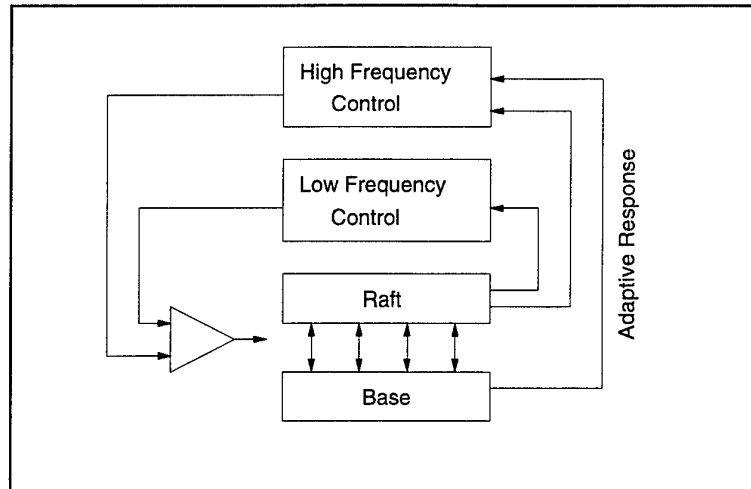 High Frequency
Control
Low Frequency
Control
Raft
Base
Adaptive Response